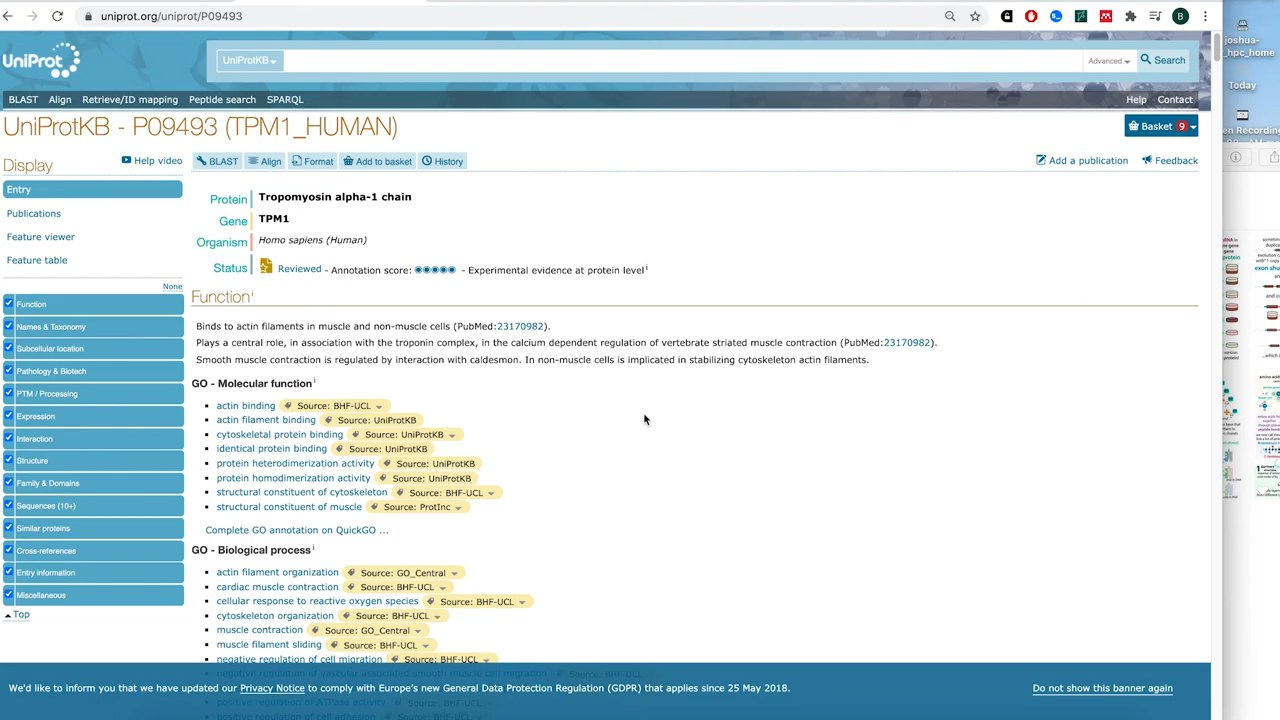 uniprot.org/uniprot/P09493
B
UniProt
UniProtKB
Advanced
Search
BLAST Align Retrieve/ID mapping Peptide search SPARQL
Help Contact
UniProtKB - P09493 (TPM1_HUMAN)
Basket 9
Display
Help video
BLAST Align Format Add to basket History
Add a publication Feedback
Entry
Publications
Feature viewer
Feature table
None
Function
Names & Taxonomy
Subcellular location
Pathology & Biotech
PTM / Processing
Expression
Interaction
Structure
Family & Domains
Sequences (10+)
Similar proteins
Cross-references
Entry information
Miscellaneous
Top
Protein Tropomyosin alpha-1 chain
Gene TPM1
Organism Homo sapiens (Human)
Status Reviewed - Annotation score: - Experimental evidence at protein level i
Function i
Binds to actin filaments in muscle and non-muscle cells (PubMed:23170982).
Plays a central role, in association with the troponin complex, in the calcium dependent regulation of vertebrate striated muscle contraction (PubMed:23170982).
Smooth muscle contraction is regulated by interaction with caldesmon. In non-muscle cells is implicated in stabilizing cytoskeleton actin filaments.
GO - Molecular function i
actin binding Source: BHF-UCL
actin filament binding Source: UniProtKB
cytoskeletal protein binding Source: UniProtKB
identical protein binding Source: UniProtKB
protein heterodimerization activity Source: UniProtKB
protein homodimerization activity Source: UniProtKB
structural constituent of cytoskeleton Source: BHF-UCL
structural constituent of muscle Source: ProtInc
Complete GO annotation on QuickGO ...
GO - Biological process i
actin filament organization Source: GO_Central
cardiac muscle contraction Source: BHF-UCL
cellular response to reactive oxygen species Source: BHF-UCL
cytoskeleton organization Source: BHF-UCL
muscle contraction Source: GO_Central
muscle filament sliding Source: BHF-UCL
negative regulation of cell migration Source: BHF-UCL
We'd like to inform you that we have updated our Privacy Notice to comply with Europe's new General Data Protection Regulation (GDPR) that applies since 25 May 2018.
Do not show this banner again
joshua-
_hpc_home
Today
en Recording